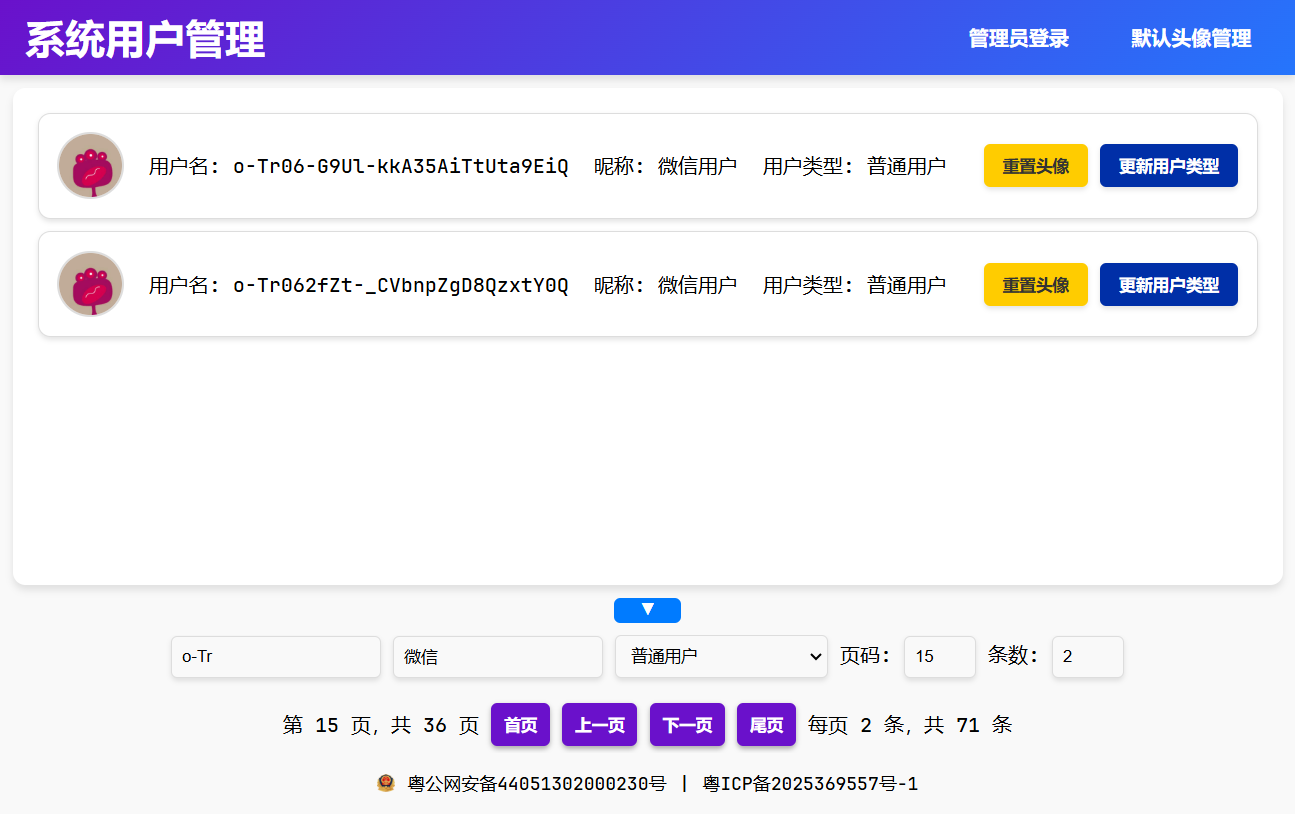 系统用户管理 管理员登录 默认头像管理
用户名: o-Tr06-G9Ul-kkA35AiTtUta9EiQ 昵称: 微信用户 用户类型: 普通用户 重置头像 更新用户类型
用户名: o-Tr062fZt-_CVbnpZgD8QzxtY0Q 昵称: 微信用户 用户类型: 普通用户 重置头像 更新用户类型
▼
o-Tr 微信 普通用户 页码: 15 条数: 2
第 15 页, 共 36 页 首页 上一页 下一页 尾页 每页 2 条, 共 71 条
粤公网安备44051302000230号 | 粤ICP备2025369557号-1